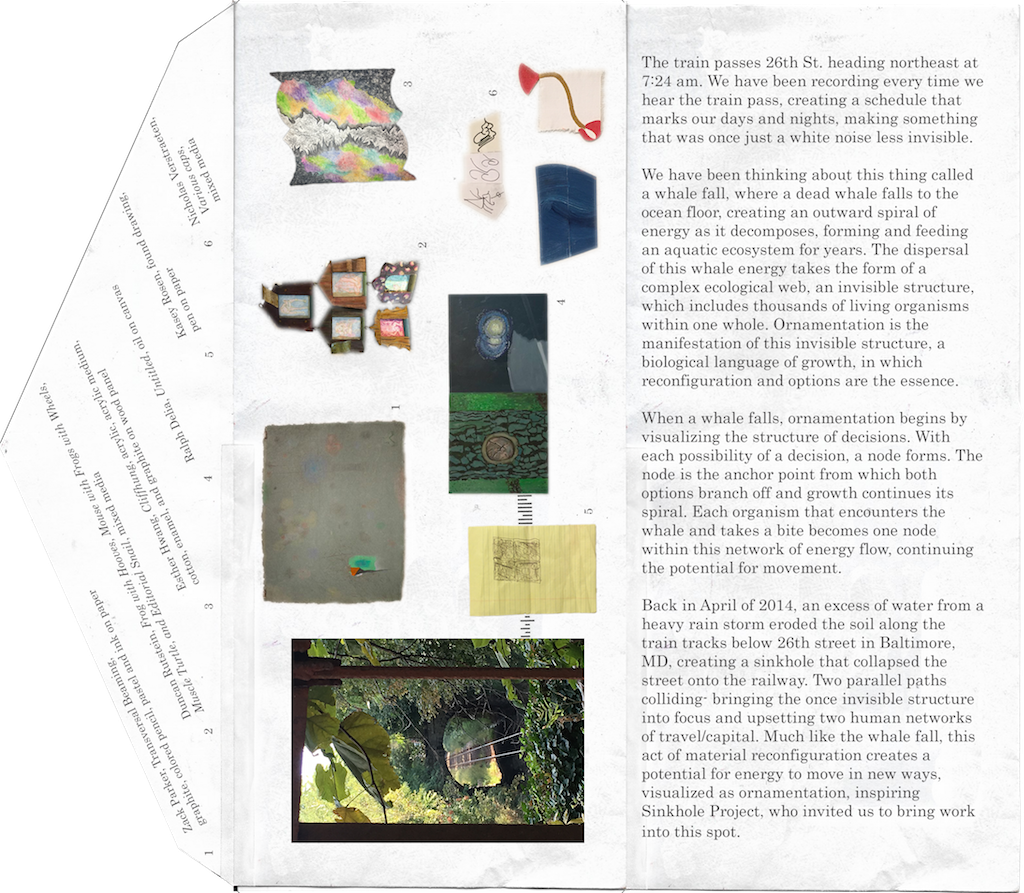 1
Zack Parker, Transversal Beaming,
graphite, colored pencil, pastel and ink on paper
2
Duncan Rutstein, Frog with Hooves, Mouse with Frogs with Wheels,
Muscle Turtle, and Editorial Snail, mixed media
3
Esther Hwang, Cliffhung, acrylic, acrylic medium,
cotton, enamel, and graphite on wood panel
4
Ralph Delia, Untitled, oil on canvas
5
Kasey Rosen, found drawing,
pen on paper
6
Nicholas Verstraeten,
Various caps,
mixed media
1
2
3
4
5
6
The train passes 26th St. heading northeast at
7:24 am. We have been recording every time we
hear the train pass, creating a schedule that
marks our days and nights, making something
that was once just a white noise less invisible.
We have been thinking about this thing called
a whale fall, where a dead whale falls to the
ocean floor, creating an outward spiral of
energy as it decomposes, forming and feeding
an aquatic ecosystem for years. The dispersal
of this whale energy takes the form of a
complex ecological web, an invisible structure,
which includes thousands of living organisms
within one whole. Ornamentation is the
manifestation of this invisible structure, a
biological language of growth, in which
reconfiguration and options are the essence.
When a whale falls, ornamentation begins by
visualizing the structure of decisions. With
each possibility of a decision, a node forms. The
node is the anchor point from which both
options branch off and growth continues its
spiral. Each organism that encounters the
whale and takes a bite becomes one node
within this network of energy flow, continuing
the potential for movement.
Back in April of 2014, an excess of water from a
heavy rain storm eroded the soil along the
train tracks below 26th street in Baltimore,
MD, creating a sinkhole that collapsed the
street onto the railway. Two parallel paths
colliding- bringing the once invisible structure
into focus and upsetting two human networks
of travel/capital. Much like the whale fall, this
act of material reconfiguration creates a
potential for energy to move in new ways,
visualized as ornamentation, inspiring
Sinkhole Project, who invited us to bring work
into this spot.